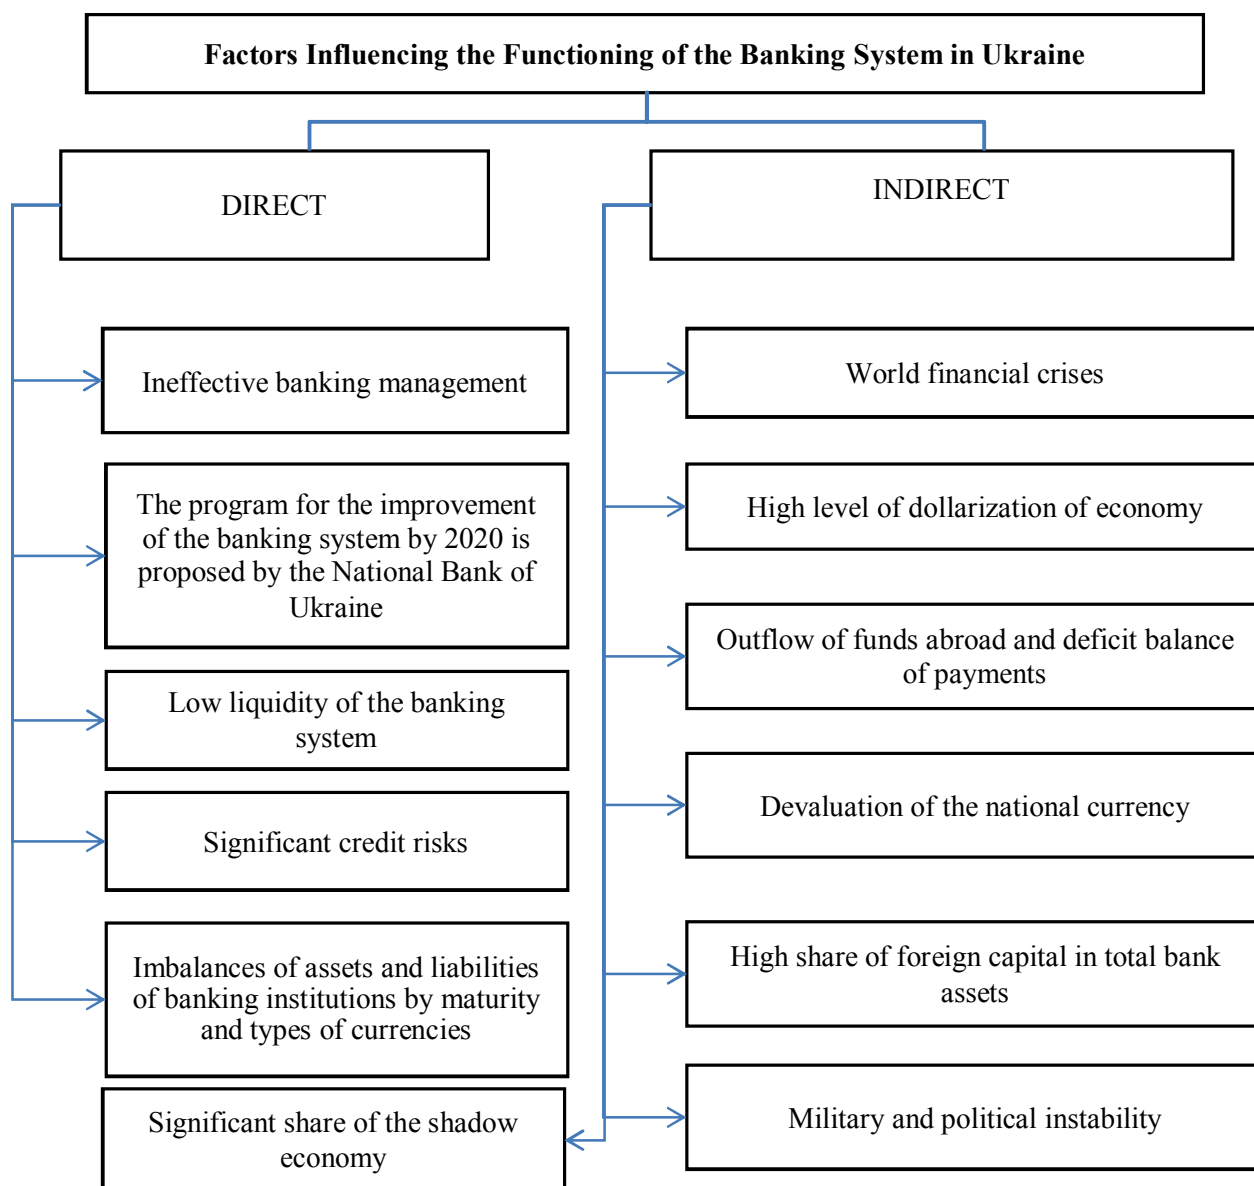 Factors Influencing the Functioning of the Banking System in Ukraine
DIRECT
Ineffective banking management
The program for the improvement
of the banking system by 2020 is
proposed by the National Bank of
Ukraine
Low liquidity of the banking
system
Significant credit risks
Imbalances of assets and liabilities
of banking institutions by maturity
and types of currencies
Significant share of the shadow
economy
INDIRECT
World financial crises
High level of dollarization of economy
Outflow of funds abroad and deficit balance
of payments
Devaluation of the national currency
High share of foreign capital in total bank
assets
Military and political instability